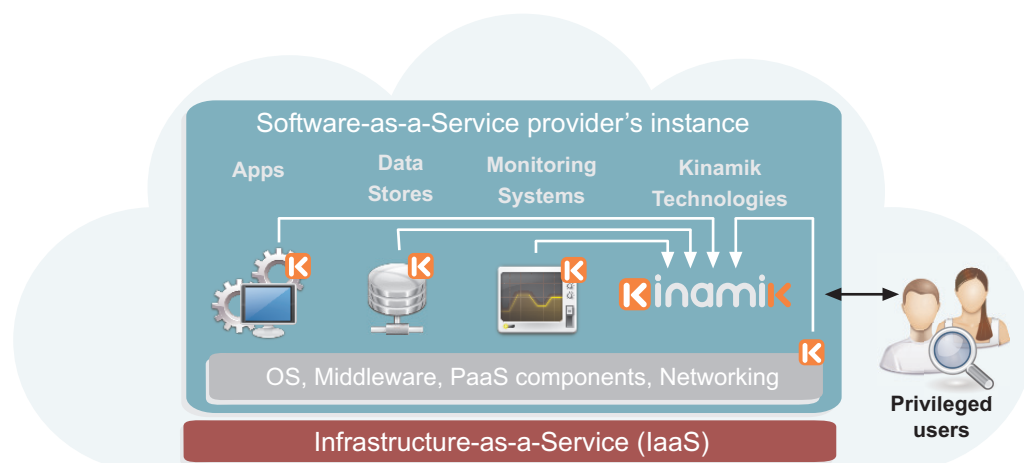 Software-as-a-Service provider's instance
Apps
Data
Stores
Monitoring
Systems
Kinamik
Technologies
K
K
K
Kinamik
K
OS, Middleware, PaaS components, Networking
Privileged
users
Infrastructure-as-a-Service (IaaS)